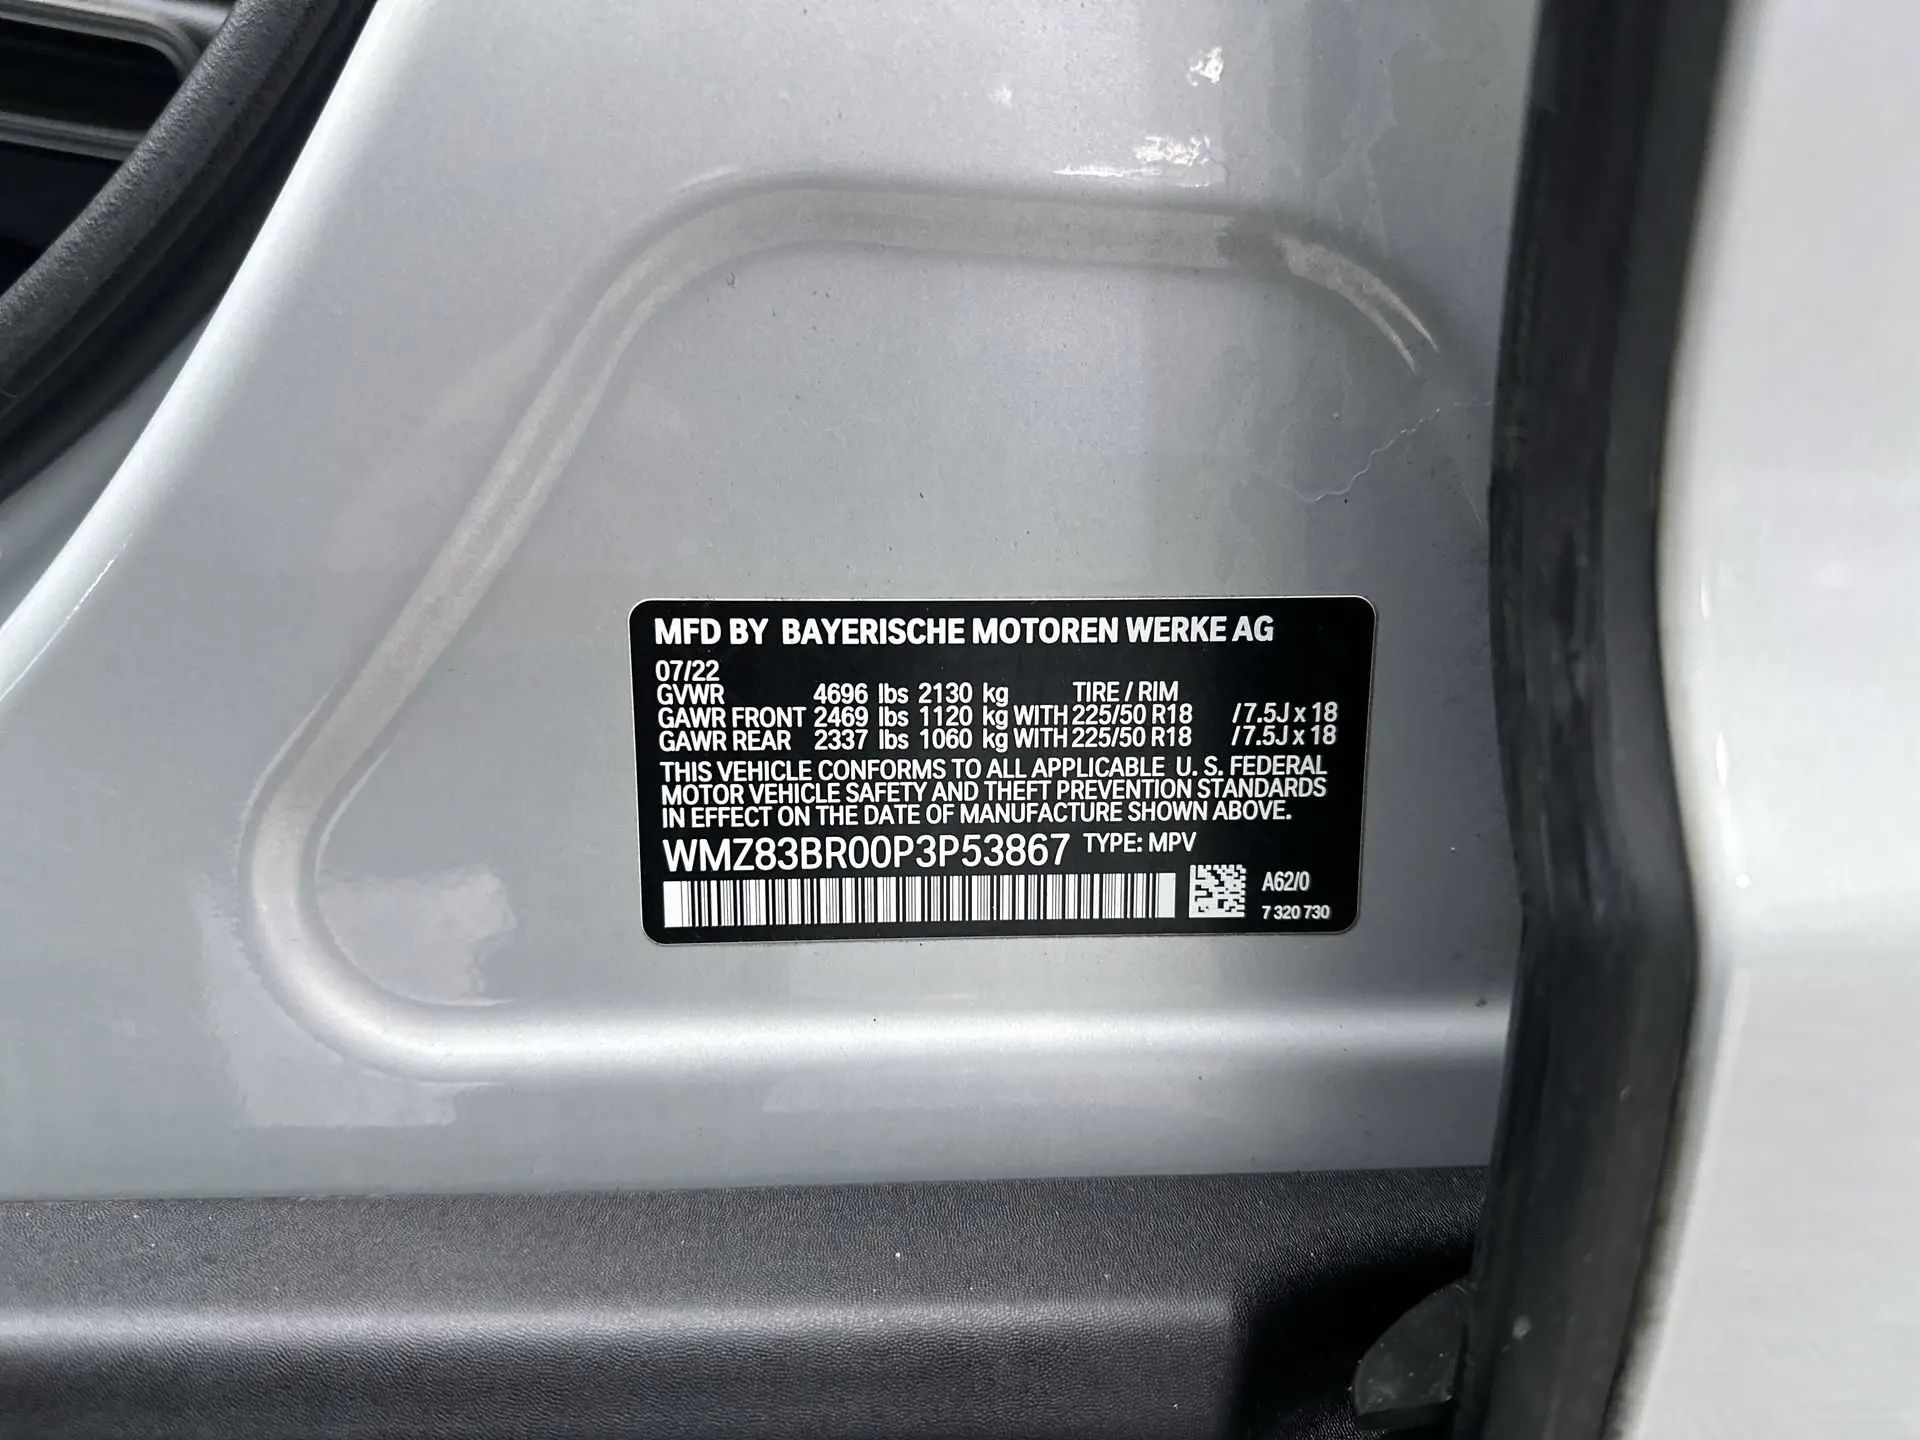 MFD BY BAYERISCHE MOTOREN WERKE AG
07/22
GVWR 4696 lbs 2130 kg TIRE / RIM
GAWR FRONT 2469 lbs 1120 kg WITH 225/50 R18 /7.5J x 18
GAWR REAR 2337 lbs 1060 kg WITH 225/50 R18 /7.5J x 18
THIS VEHICLE CONFORMS TO ALL APPLICABLE U. S. FEDERAL
MOTOR VEHICLE SAFETY AND THEFT PREVENTION STANDARDS
IN EFFECT ON THE DATE OF MANUFACTURE SHOWN ABOVE.
WMZ83BR00P3P53867 TYPE: MPV
A62/0
7 320 730